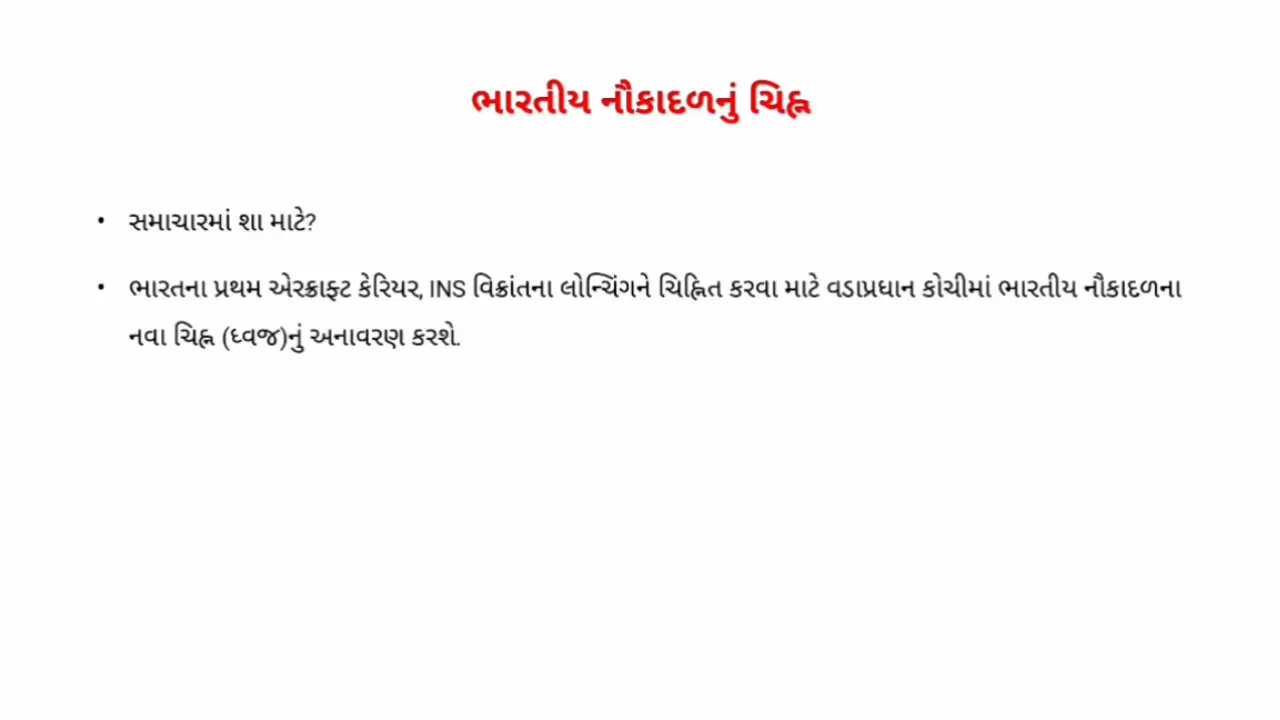 ભારતીય નૌકાદળનું ચિહ્ન
• સમાચારમાં શા માટે?
• ભારતના પ્રથમ એરક્રાફ્ટ કેરિયર, INS વિક્રાંતના લોન્ચિંગને ચિહ્નિત કરવા માટે વડાપ્રધાન કોચીમાં ભારતીય નૌકાદળના
નવા ચિહ્ન (ધ્વજ)નું અનાવરણ કરશે.